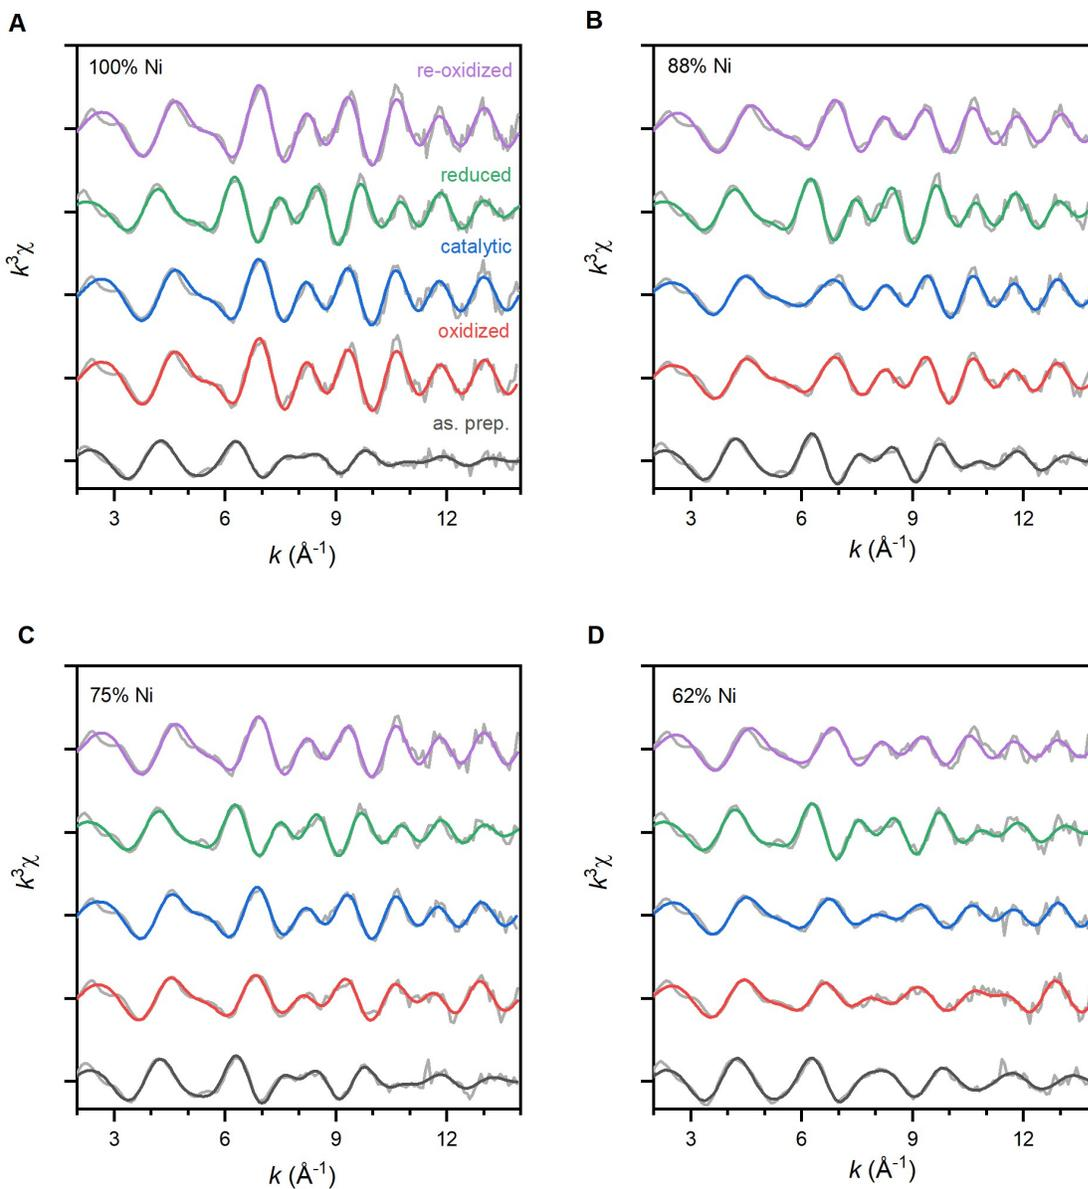 A
100% Ni
re-oxidized
reduced
catalytic
oxidized
as. prep.
k³χ
3 6 9 12
k (Å⁻¹)
B
88% Ni
k³χ
3 6 9 12
k (Å⁻¹)
C
75% Ni
k³χ
3 6 9 12
k (Å⁻¹)
D
62% Ni
k³χ
3 6 9 12
k (Å⁻¹)